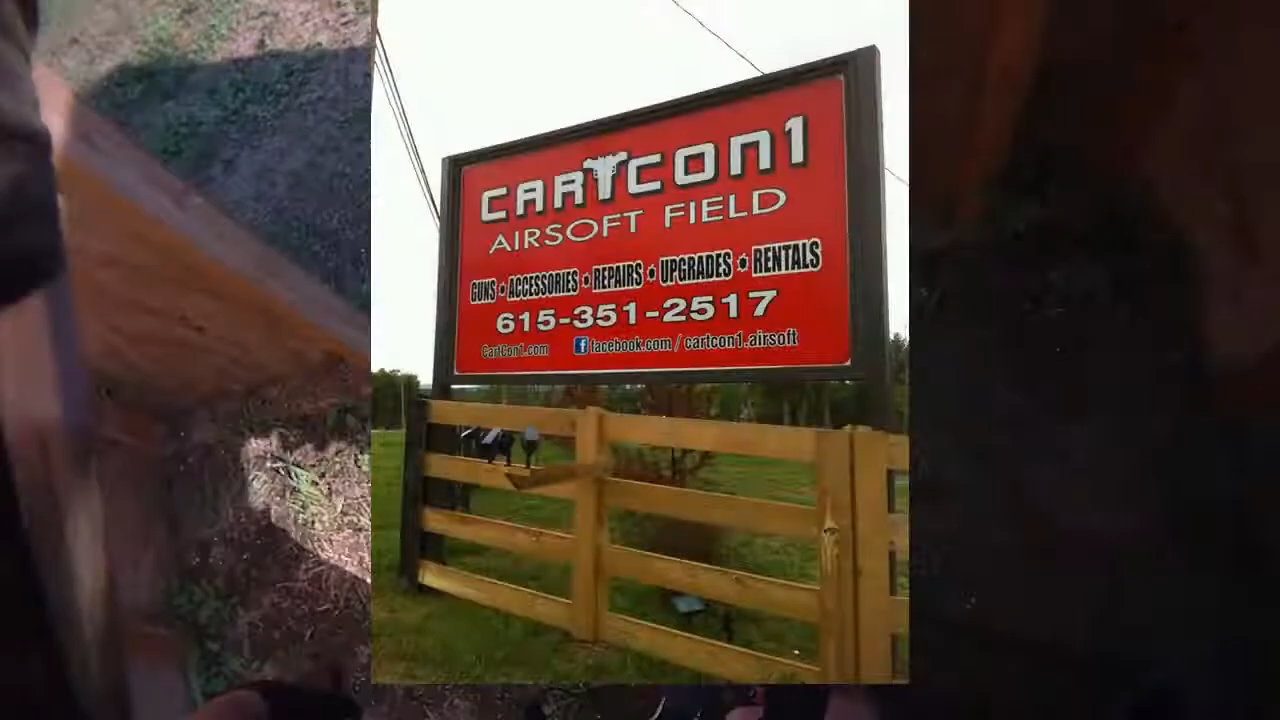 CARTCON1
AIRSOFT FIELD
GUNS • ACCESSORIES • REPAIRS • UPGRADES • RENTALS
615-351-2517
CartCon1.com f facebook.com / cartcon1.airsoft